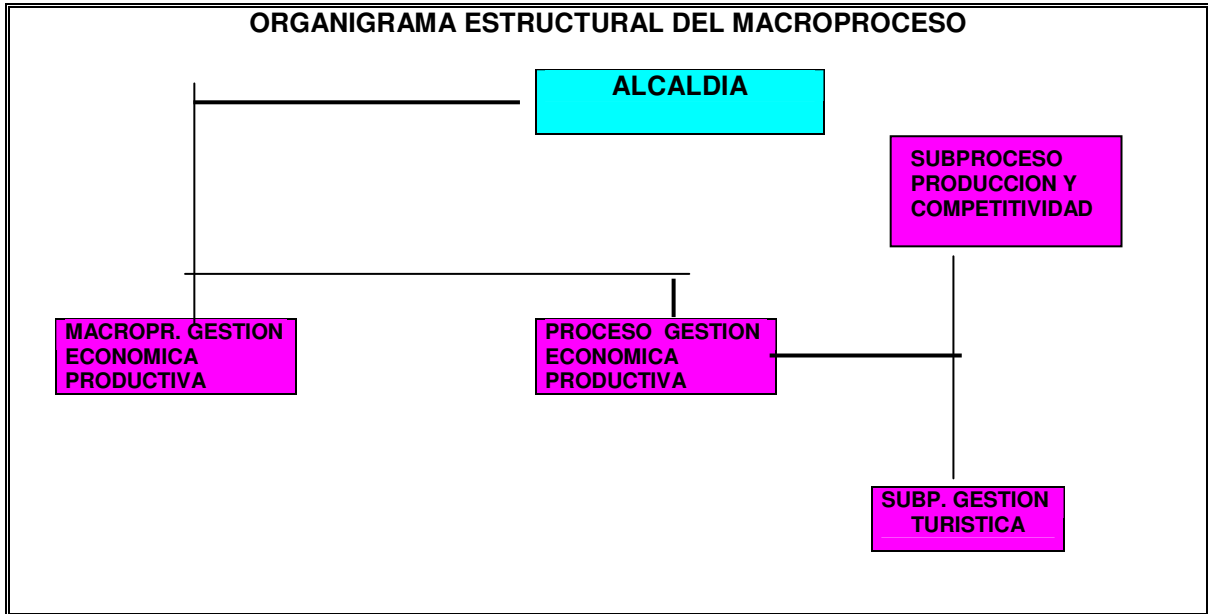 ORGANIGRAMA ESTRUCTURAL DEL MACROPROCESO
ALCALDIA
SUBPROCESO
PRODUCCION Y
COMPETITIVIDAD
MACROPR. GESTION
ECONOMICA
PRODUCTIVA
PROCESO GESTION
ECONOMICA
PRODUCTIVA
SUBP. GESTION
TURISTICA